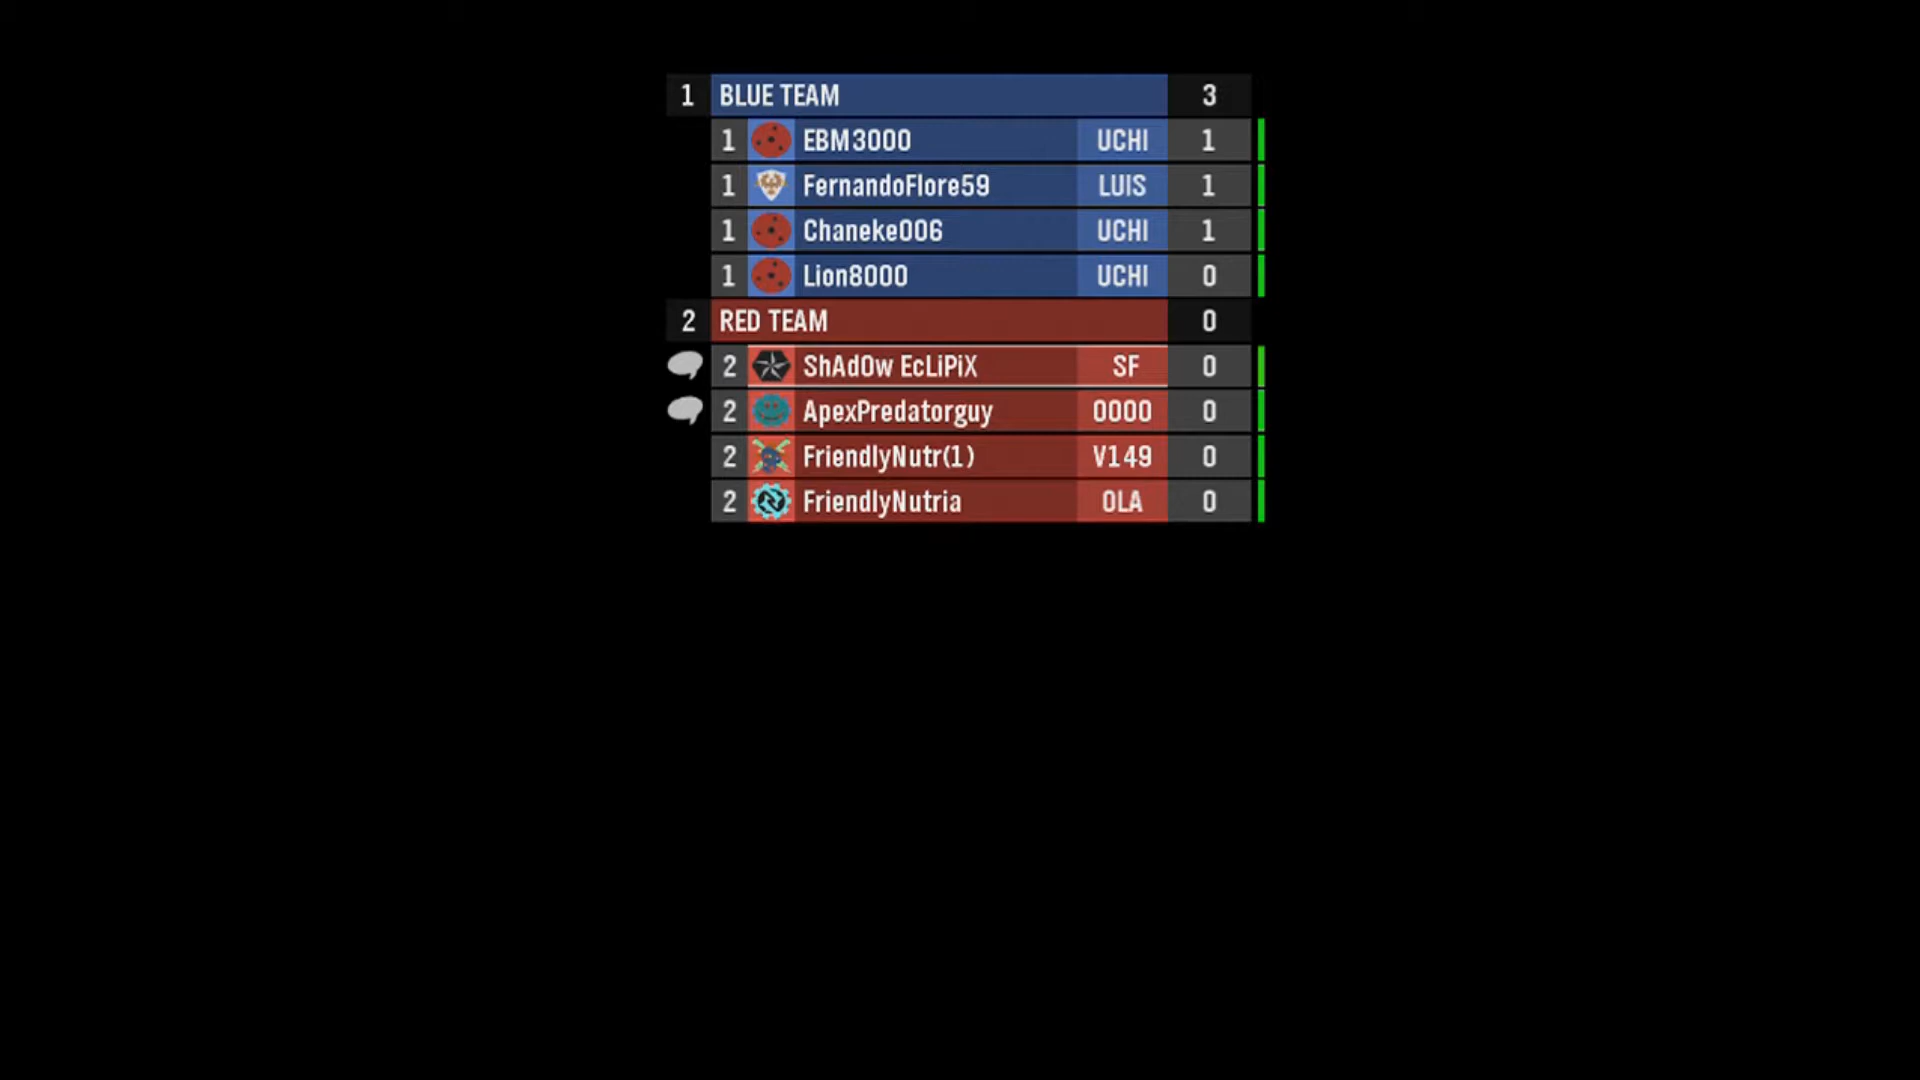 1 BLUE TEAM 3
1 EBM3000 UCHI 1
1 FernandoFlore59 LUIS 1
1 Chaneke006 UCHI 1
1 Lion8000 UCHI 0
2 RED TEAM 0
2 ShAd0w EcLiPiX SF 0
2 ApexPredatorguy 0000 0
2 FriendlyNutr(1) V149 0
2 FriendlyNutria OLA 0